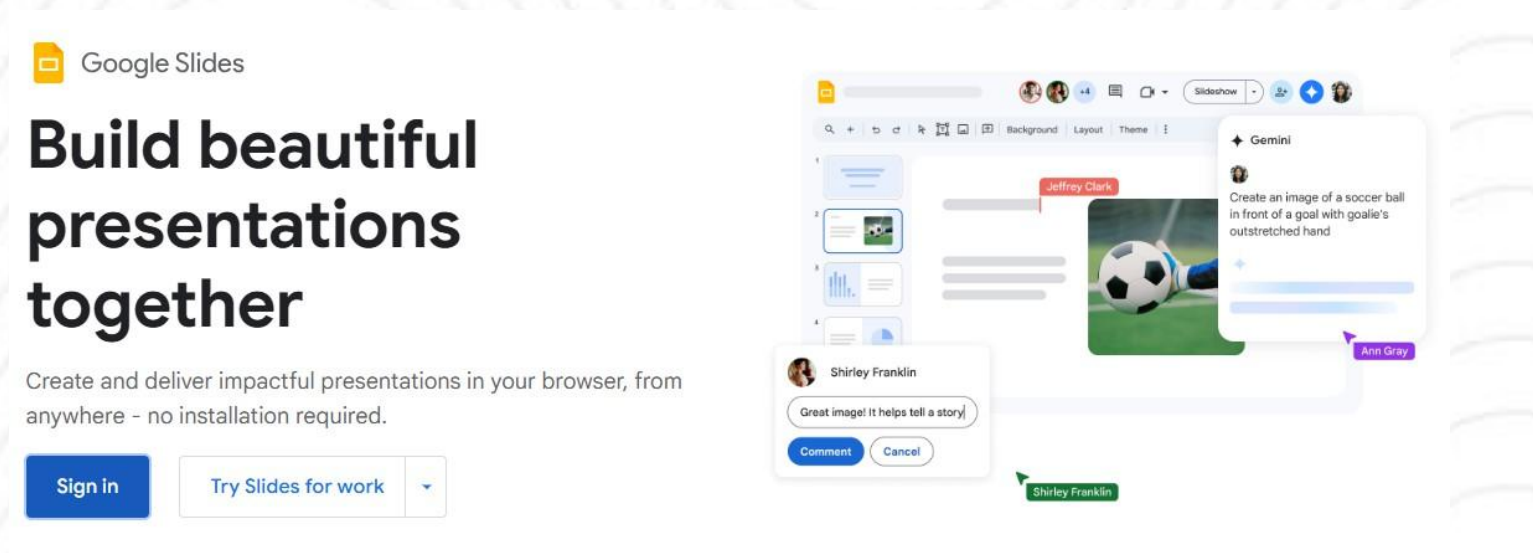 Google Slides
Build beautiful
presentations
together
Create and deliver impactful presentations in your browser, from
anywhere - no installation required.
Sign in
Try Slides for work
+4
Slideshow
Background Layout Theme
1
2
3
4
Jeffrey Clark
Gemini
Create an image of a soccer ball
in front of a goal with goalie's
outstretched hand
Ann Gray
Shirley Franklin
Great image! It helps tell a story
Comment Cancel
Shirley Franklin